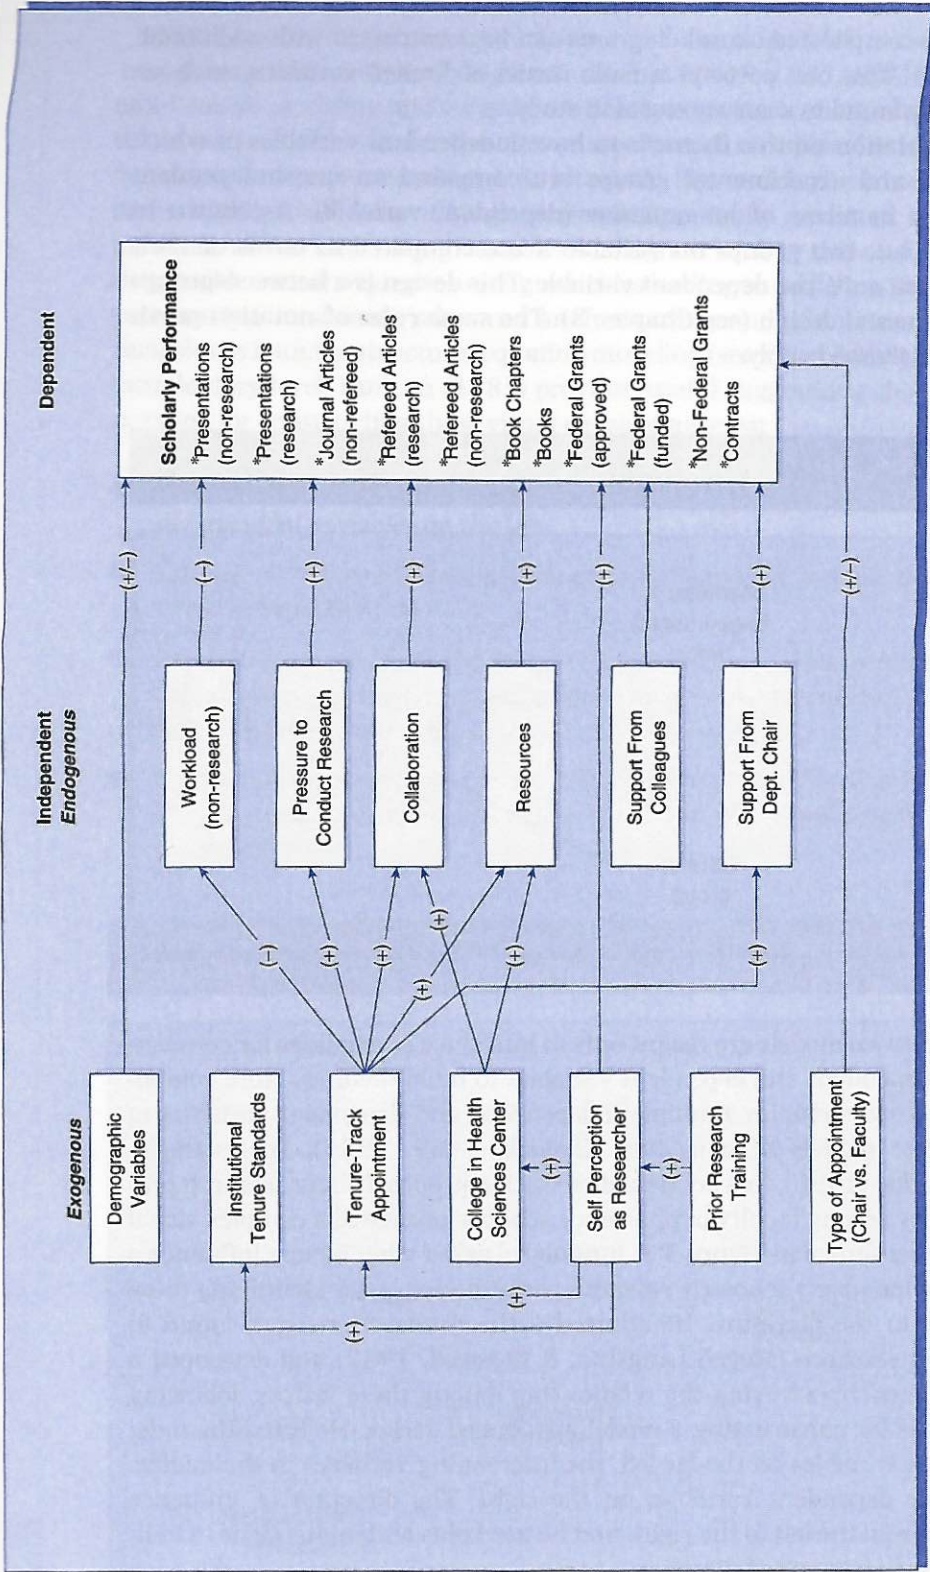 Exogenous
Independent
Endogenous
Dependent
Demographic
Variables
Institutional
Tenure Standards
Tenure-Track
Appointment
College in Health
Sciences Center
Self Perception
as Researcher
Prior Research
Training
Type of Appointment
(Chair vs. Faculty)
(+)
(+)
(+)
(+)
(–)
(+)
(+)
(+)
(+)
(+)
(+)
(+)
Workload
(non-research)
Pressure to
Conduct Research
Collaboration
Resources
Support From
Colleagues
Support From
Dept. Chair
(+/–)
(–)
(+)
(+)
(+)
(+)
(+)
(+/–)
Scholarly Performance
*Presentations
(non-research)
*Presentations
(research)
*Journal Articles
(non-refereed)
*Refereed Articles
(research)
*Refereed Articles
(non-research)
*Book Chapters
*Books
*Federal Grants
(approved)
*Federal Grants
(funded)
*Non-Federal Grants
*Contracts